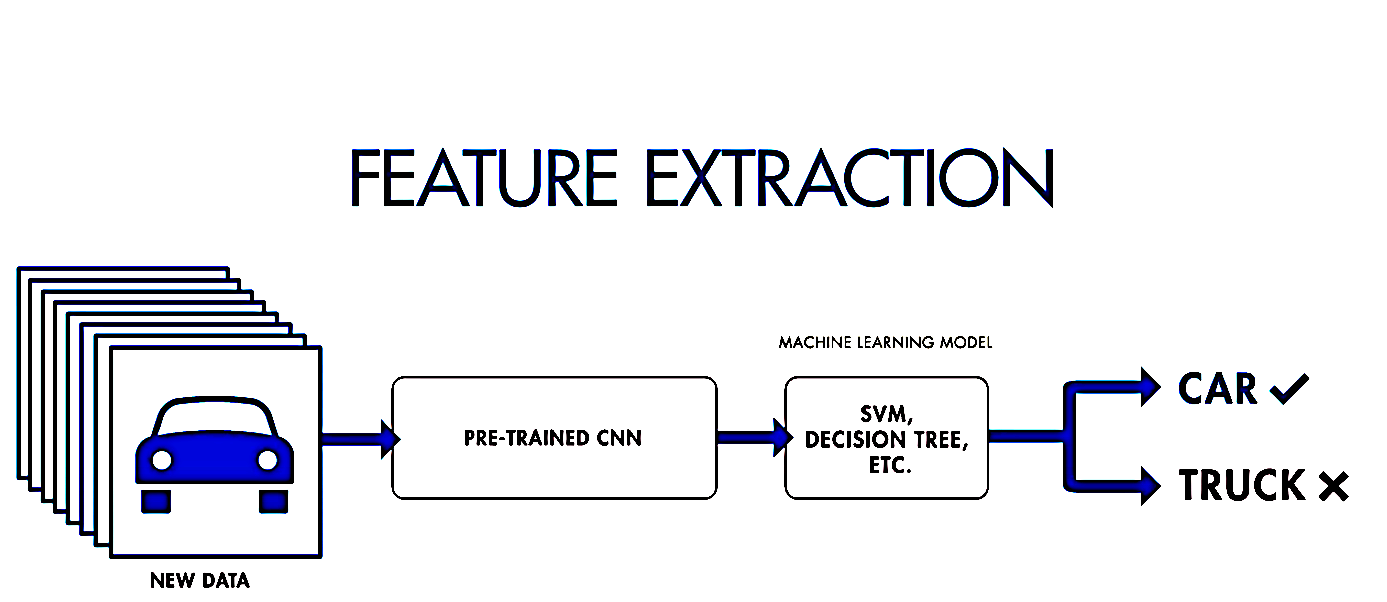 FEATURE EXTRACTION
MACHINE LEARNING MODEL
PRE-TRAINED CNN
SVM,
DECISION TREE,
ETC.
CAR ✓
TRUCK ✕
NEW DATA